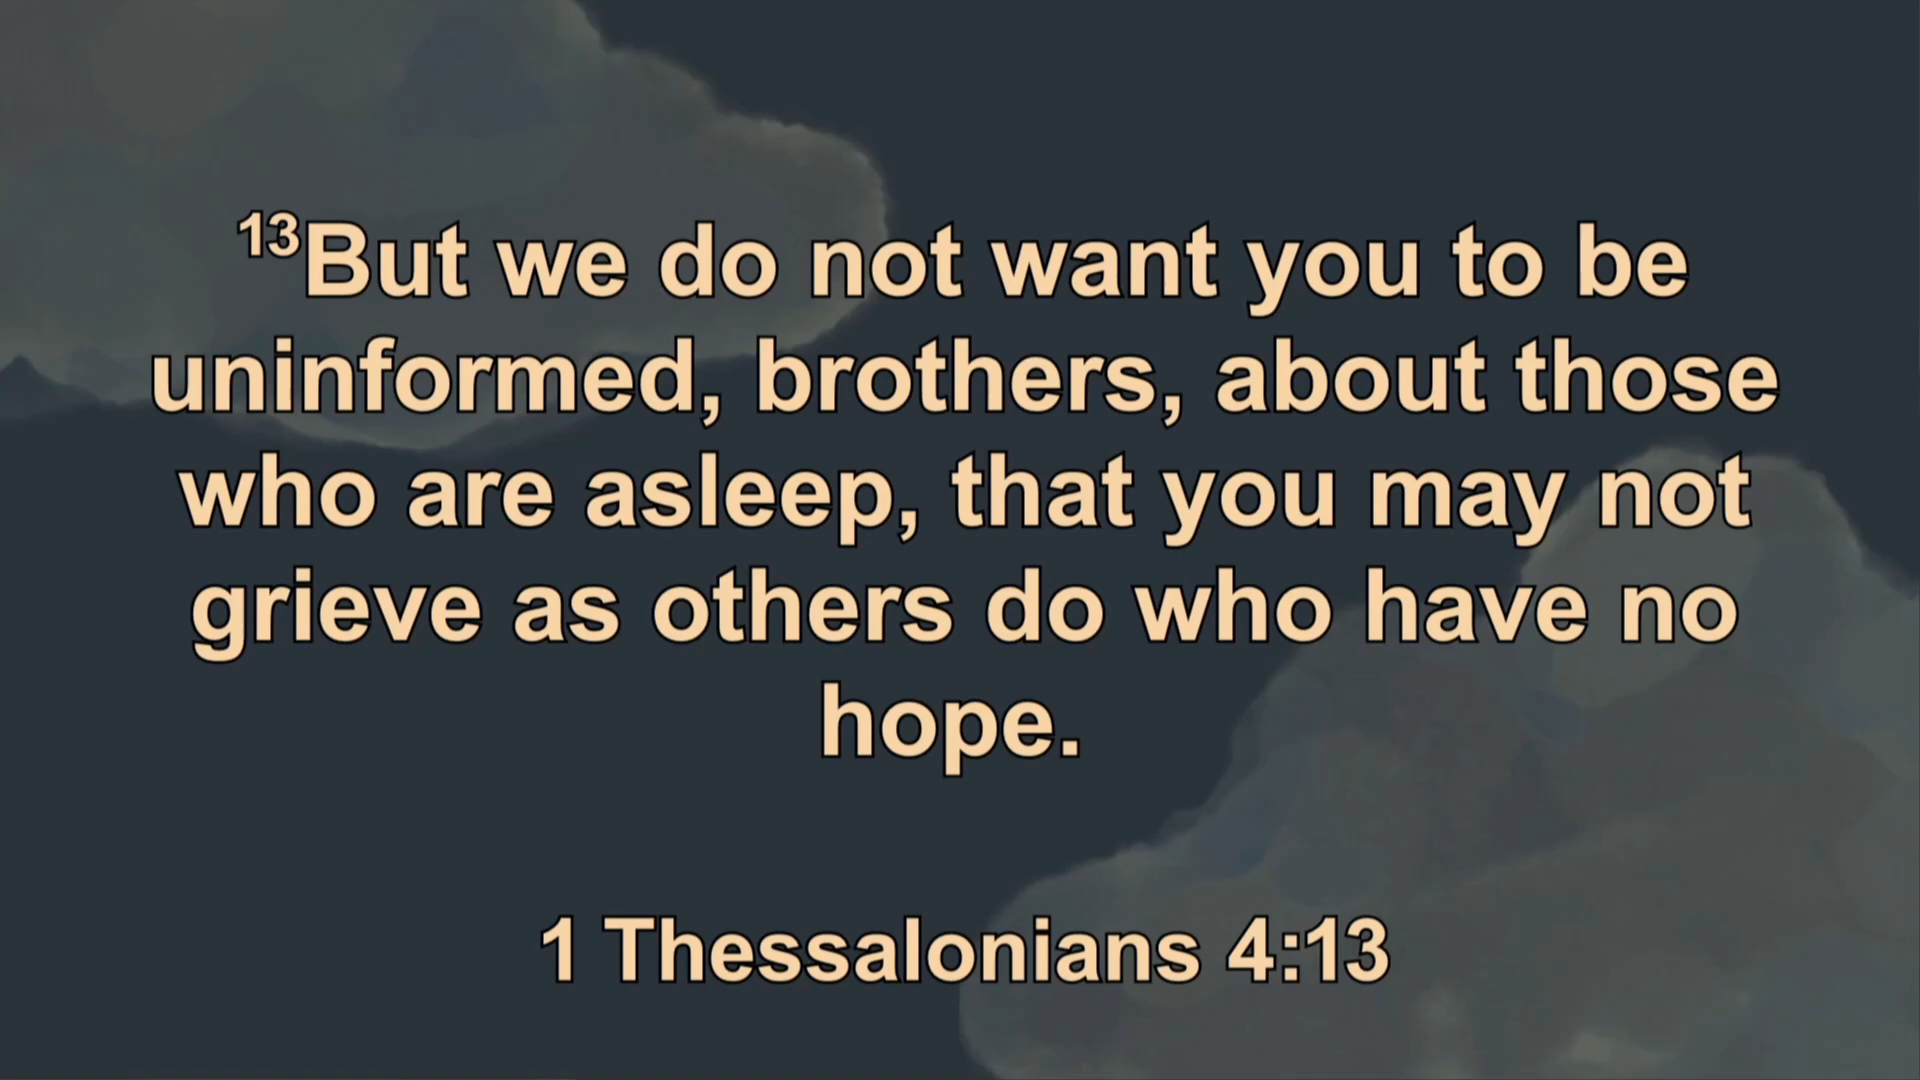 ¹³But we do not want you to be
uninformed, brothers, about those
who are asleep, that you may not
grieve as others do who have no
hope.
1 Thessalonians 4:13